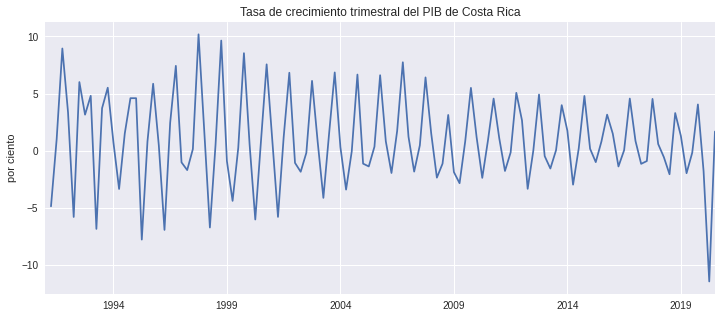 Tasa de crecimiento trimestral del PIB de Costa Rica
por ciento
10
5
0
−5
−10
1994 1999 2004 2009 2014 2019